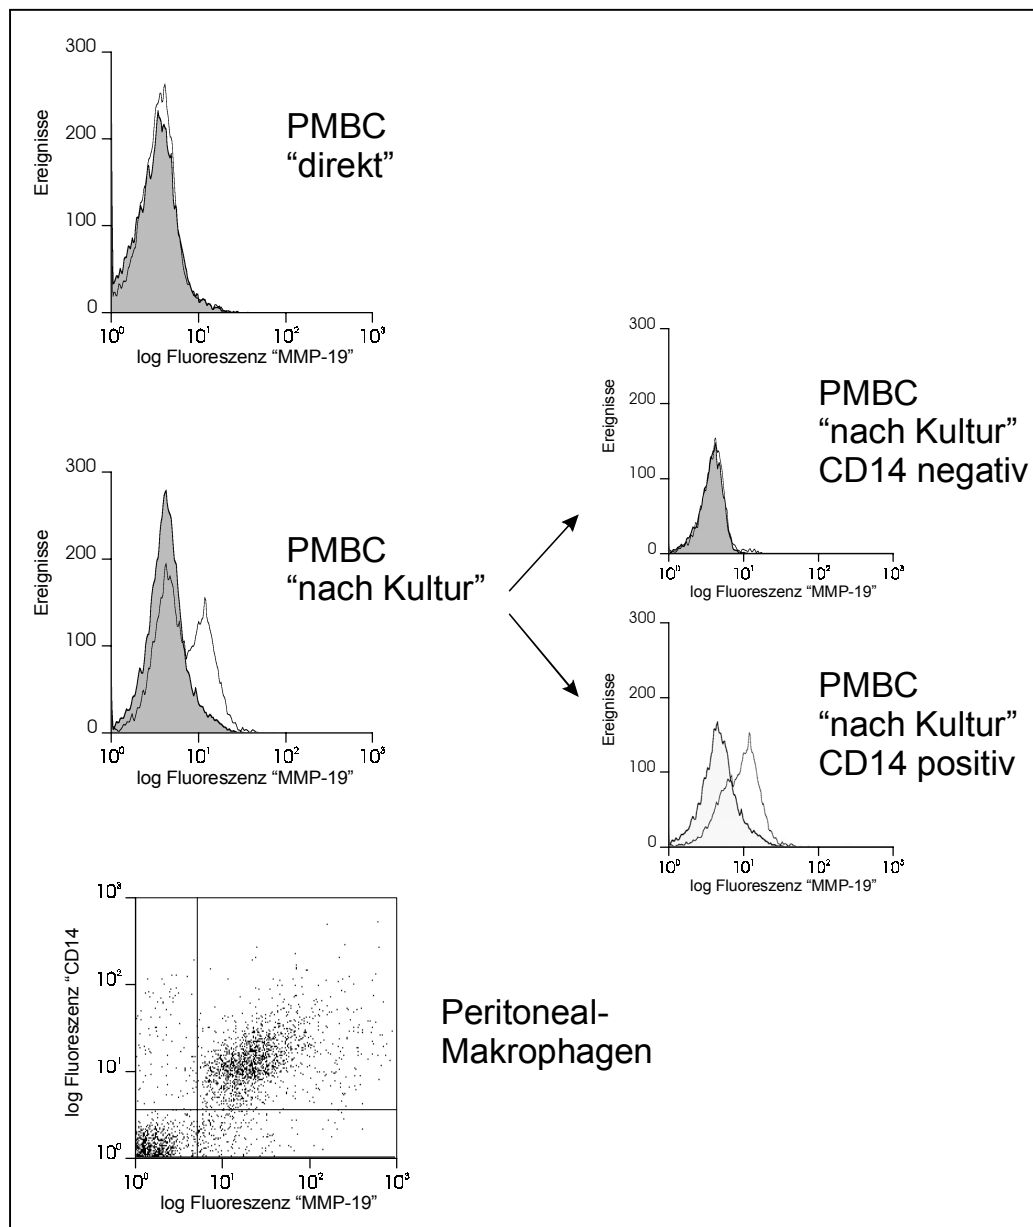 300
200
100
0
Ereignisse
10⁰ 10¹ 10² 10³
log Fluoreszenz “MMP-19”
PMBC
“direkt”
300
200
100
0
Ereignisse
10⁰ 10¹ 10² 10³
log Fluoreszenz “MMP-19”
PMBC
“nach Kultur”
300
200
100
0
Ereignisse
10⁰ 10¹ 10² 10³
log Fluoreszenz “MMP-19”
PMBC
“nach Kultur”
CD14 negativ
300
200
100
0
Ereignisse
10⁰ 10¹ 10² 10³
log Fluoreszenz “MMP-19”
PMBC
“nach Kultur”
CD14 positiv
10³
10²
10¹
10⁰
log Fluoreszenz “CD14
10⁰ 10¹ 10² 10³
log Fluoreszenz “MMP-19”
Peritoneal-
Makrophagen